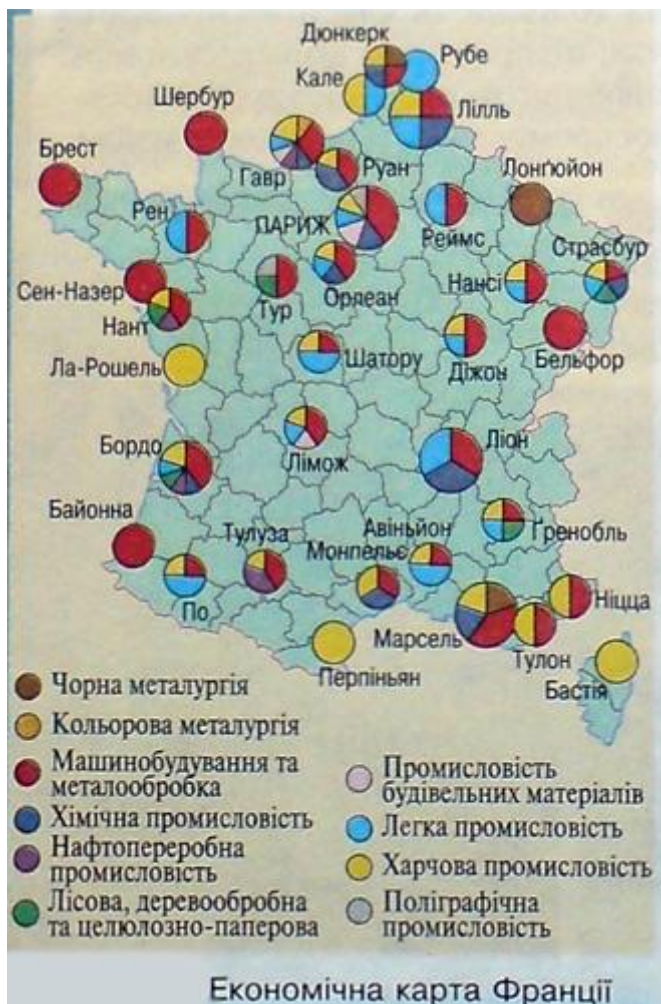 Дюнкерк
Рубе
Кале
Лілль
Шербур
Брест
Гавр
Руан
Лонґюйон
Рен
ПАРИЖ
Реймс
Страсбур
Сен-Назер
Тур
Орлеан
Нансі
Нант
Ла-Рошель
Шатору
Діжон
Бельфор
Бордо
Лімож
Ліон
Байонна
Тулуза
Авіньйон
Монпельє
Ґренобль
По
Марсель
Ніцца
Тулон
Перпіньян
Бастія
Чорна металургія
Кольорова металургія
Машинобудування та
металообробка
Хімічна промисловість
Нафтопереробна
промисловість
Лісова, деревообробна
та целюлозно-паперова
Промисловість
будівельних матеріалів
Легка промисловість
Харчова промисловість
Поліграфічна
промисловість
Економічна карта Франції